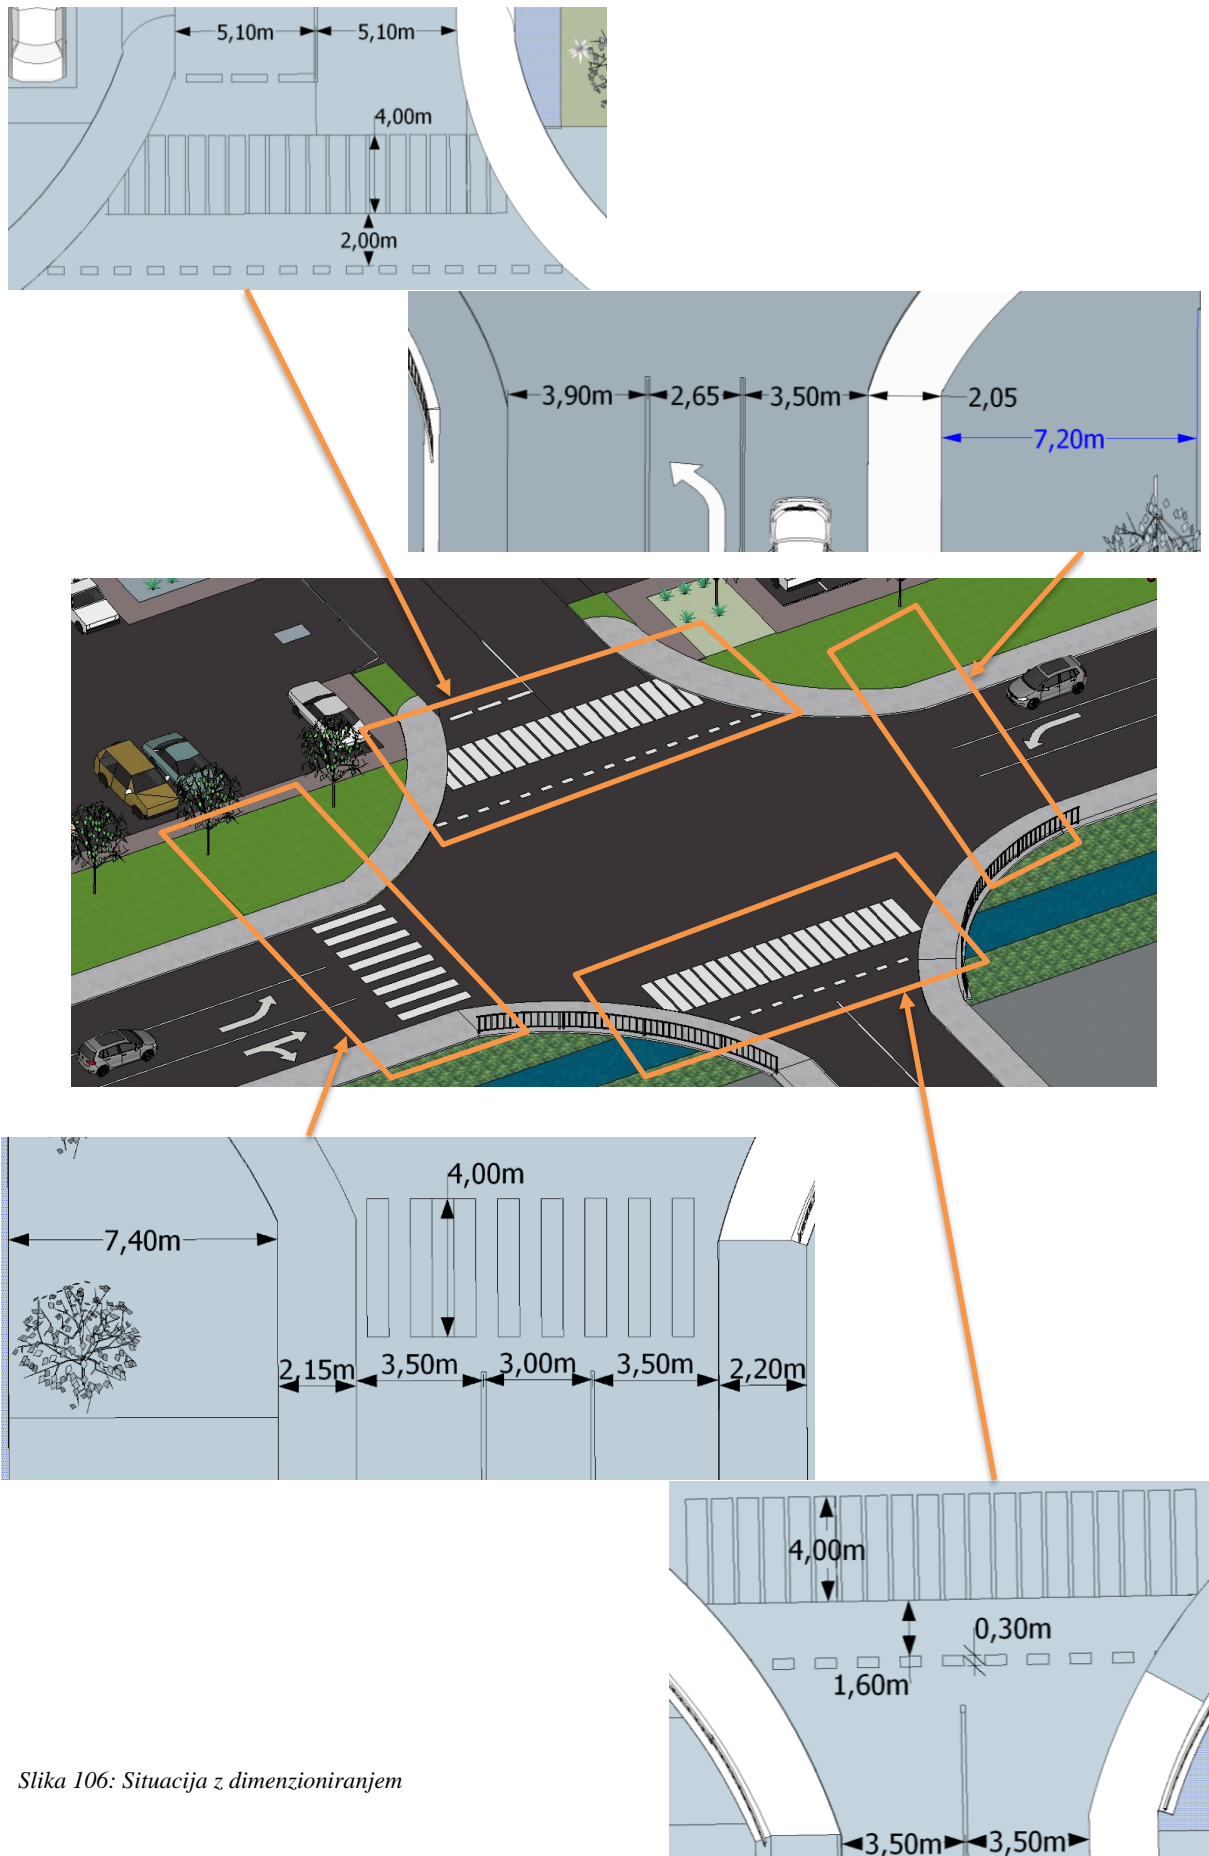 5,10m 5,10m
4,00m
2,00m
3,90m 2,65 3,50m 2,05
7,20m
4,00m
7,40m
2,15m 3,50m 3,00m 3,50m 2,20m
4,00m
0,30m
1,60m
3,50m 3,50m
Slika 106: Situacija z dimenzioniranjem